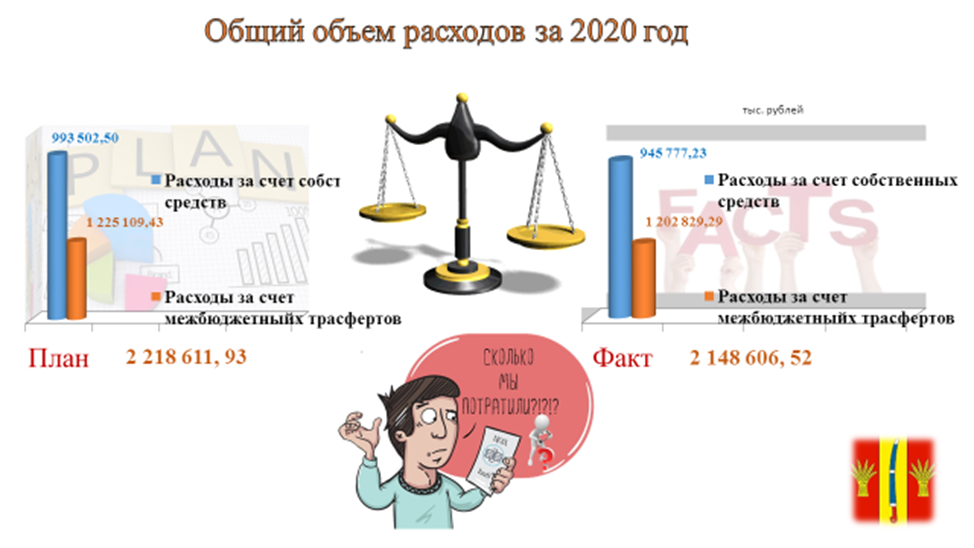 Общий объем расходов за 2020 год
тыс. рублей
PLAN
993 502,50
1 225 109,43
Расходы за счет собст
средств
Расходы за счет
межбюджетныйх трасфертов
FACTS
945 777,23
1 202 829,29
Расходы за счет собственных
средств
Расходы за счет
межбюджетныйх трасфертов
План 2 218 611, 93
Факт 2 148 606, 52
СКОЛЬКО
МЫ
ПОТРАТИЛИ?!?!?